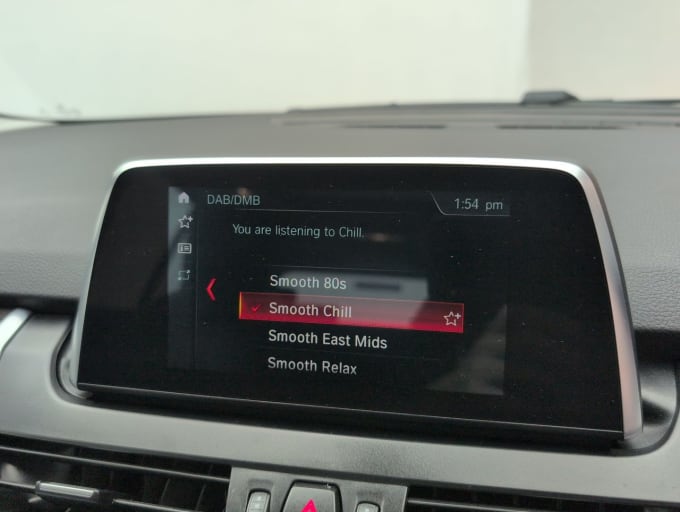 DAB/DMB
1:54 pm
You are listening to Chill.
Smooth 80s
Smooth Chill
Smooth East Mids
Smooth Relax